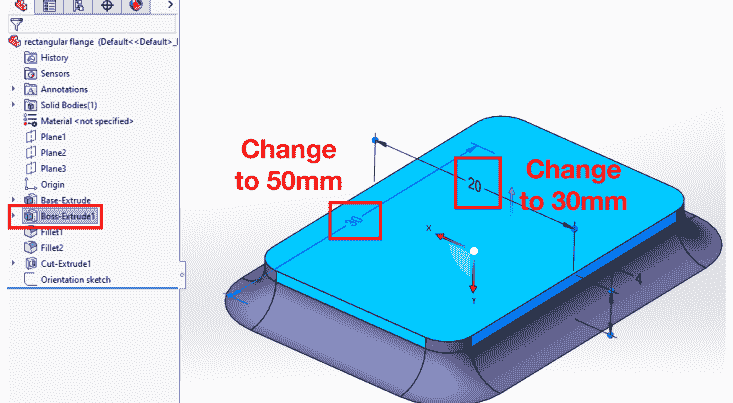 rectangular flange (Default<<Default>_
History
Sensors
Annotations
Solid Bodies(1)
Material <not specified>
Plane1
Plane2
Plane3
Origin
Base-Extrude
Boss-Extrude1
Fillet1
Fillet2
Cut-Extrude1
Orientation sketch
Change
to 50mm
Change
to 30mm
20
30
4
X
Y